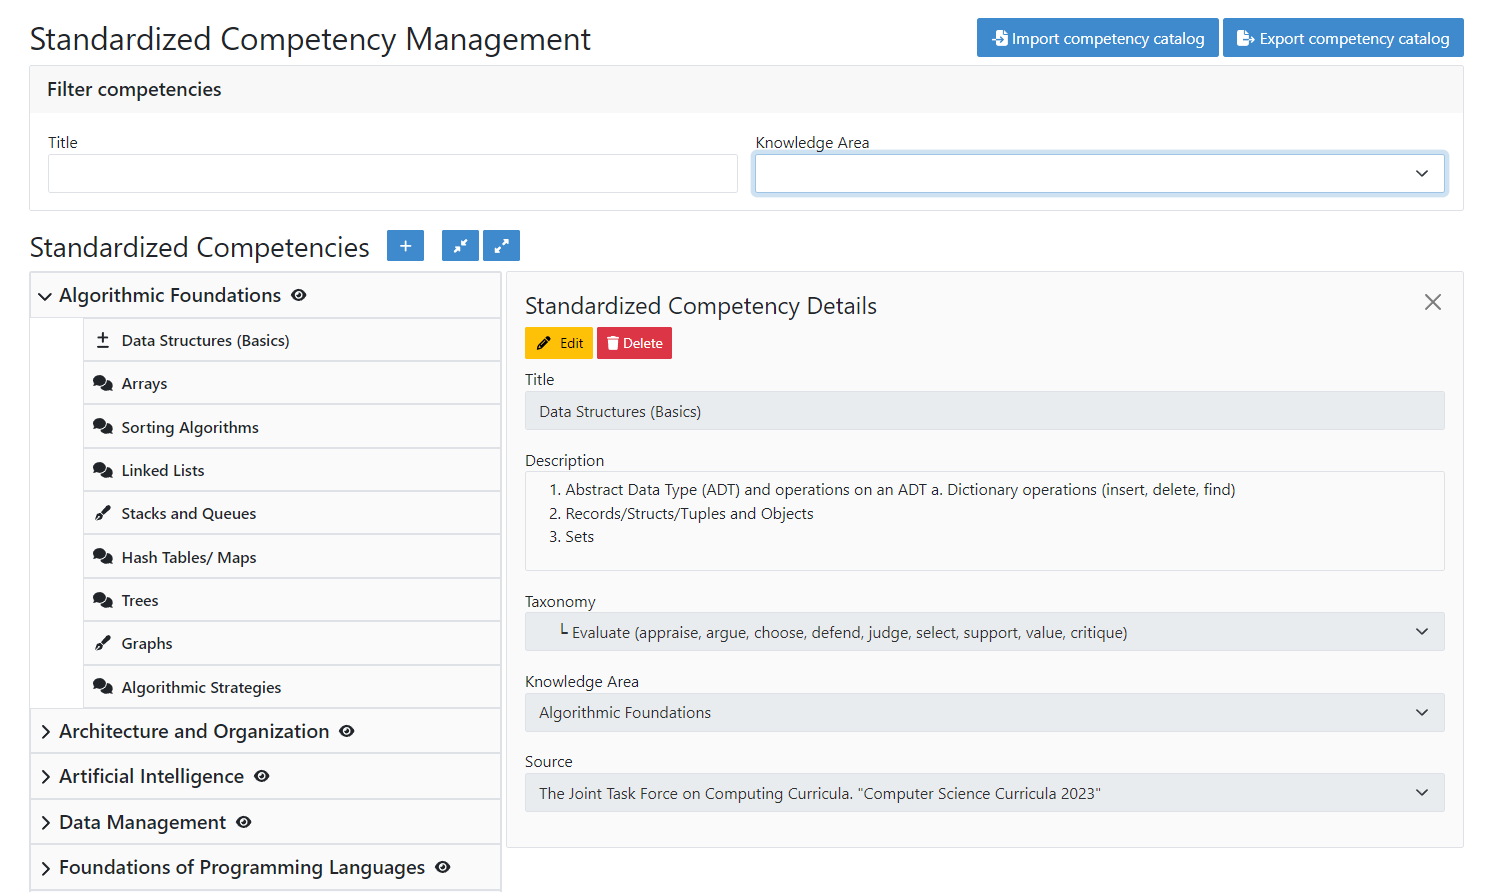 Standardized Competency Management
Import competency catalog
Export competency catalog
Filter competencies
Title
Knowledge Area
Standardized Competencies
Algorithmic Foundations
Data Structures (Basics)
Arrays
Sorting Algorithms
Linked Lists
Stacks and Queues
Hash Tables/ Maps
Trees
Graphs
Algorithmic Strategies
Architecture and Organization
Artificial Intelligence
Data Management
Foundations of Programming Languages
Standardized Competency Details
Edit
Delete
Title
Data Structures (Basics)
Description
1. Abstract Data Type (ADT) and operations on an ADT a. Dictionary operations (insert, delete, find)
2. Records/Structs/Tuples and Objects
3. Sets
Taxonomy
└ Evaluate (appraise, argue, choose, defend, judge, select, support, value, critique)
Knowledge Area
Algorithmic Foundations
Source
The Joint Task Force on Computing Curricula. "Computer Science Curricula 2023"